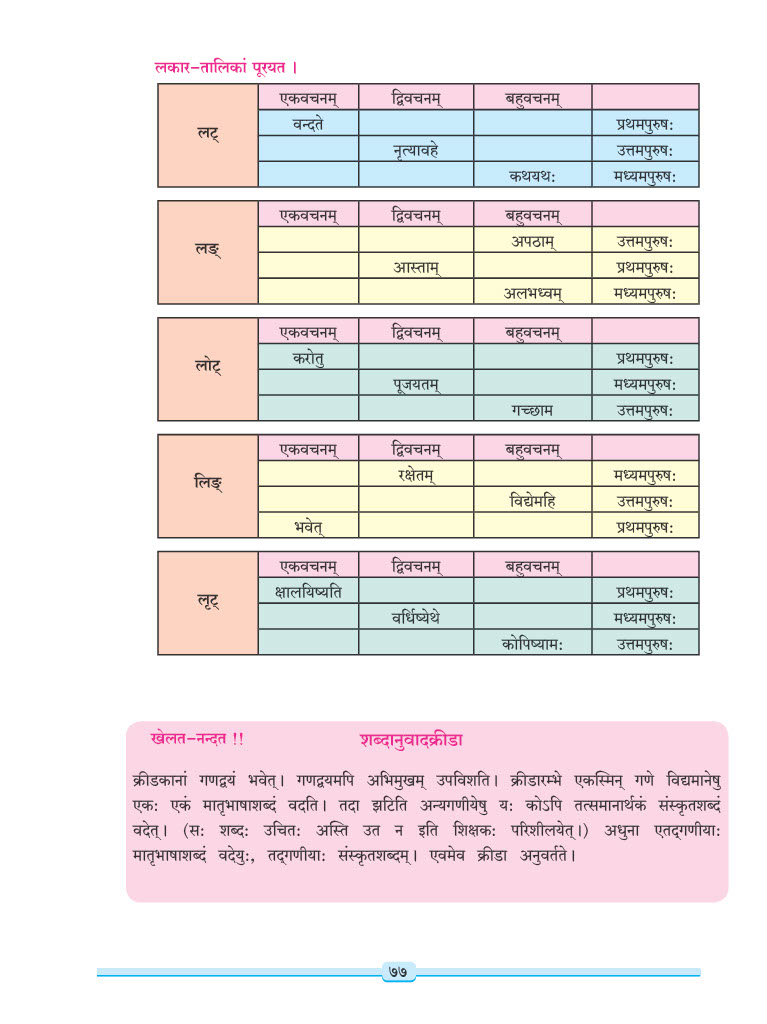 लकार-तालिकां पूरयत ।
एकवचनम् द्विवचनम् बहुवचनम्
लट्
वन्दते प्रथमपुरुष:
नृत्यावहे उत्तमपुरुष:
कथयथ: मध्यमपुरुष:
एकवचनम् द्विवचनम् बहुवचनम्
लङ्
अपठाम् उत्तमपुरुष:
आस्ताम् प्रथमपुरुष:
अलभध्वम् मध्यमपुरुष:
एकवचनम् द्विवचनम् बहुवचनम्
लोट्
करोतु प्रथमपुरुष:
पूजयतम् मध्यमपुरुष:
गच्छाम उत्तमपुरुष:
एकवचनम् द्विवचनम् बहुवचनम्
लिङ्
रक्षेतम् मध्यमपुरुष:
विद्येमहि उत्तमपुरुष:
भवेत् प्रथमपुरुष:
एकवचनम् द्विवचनम् बहुवचनम्
लृट्
क्षालयिष्यति प्रथमपुरुष:
वर्धिष्येथे मध्यमपुरुष:
कोपिष्याम: उत्तमपुरुष:
खेलत-नन्दत !! शब्दानुवादक्रीडा
क्रीडकानां गणद्वयं भवेत्। गणद्वयमपि अभिमुखम् उपविशति। क्रीडारम्भे एकस्मिन् गणे विद्यमानेषु
एक: एकं मातृभाषाशब्दं वदति। तदा झटिति अन्यगणीयेषु य: कोऽपि तत्समानार्थकं संस्कृतशब्दं
वदेत्। (स: शब्द: उचित: अस्ति उत न इति शिक्षक: परिशीलयेत्।) अधुना एतद्‌गणीया:
मातृभाषाशब्दं वदेयु:, तद्‌गणीया: संस्कृतशब्दम्। एवमेव क्रीडा अनुवर्तते।
७७